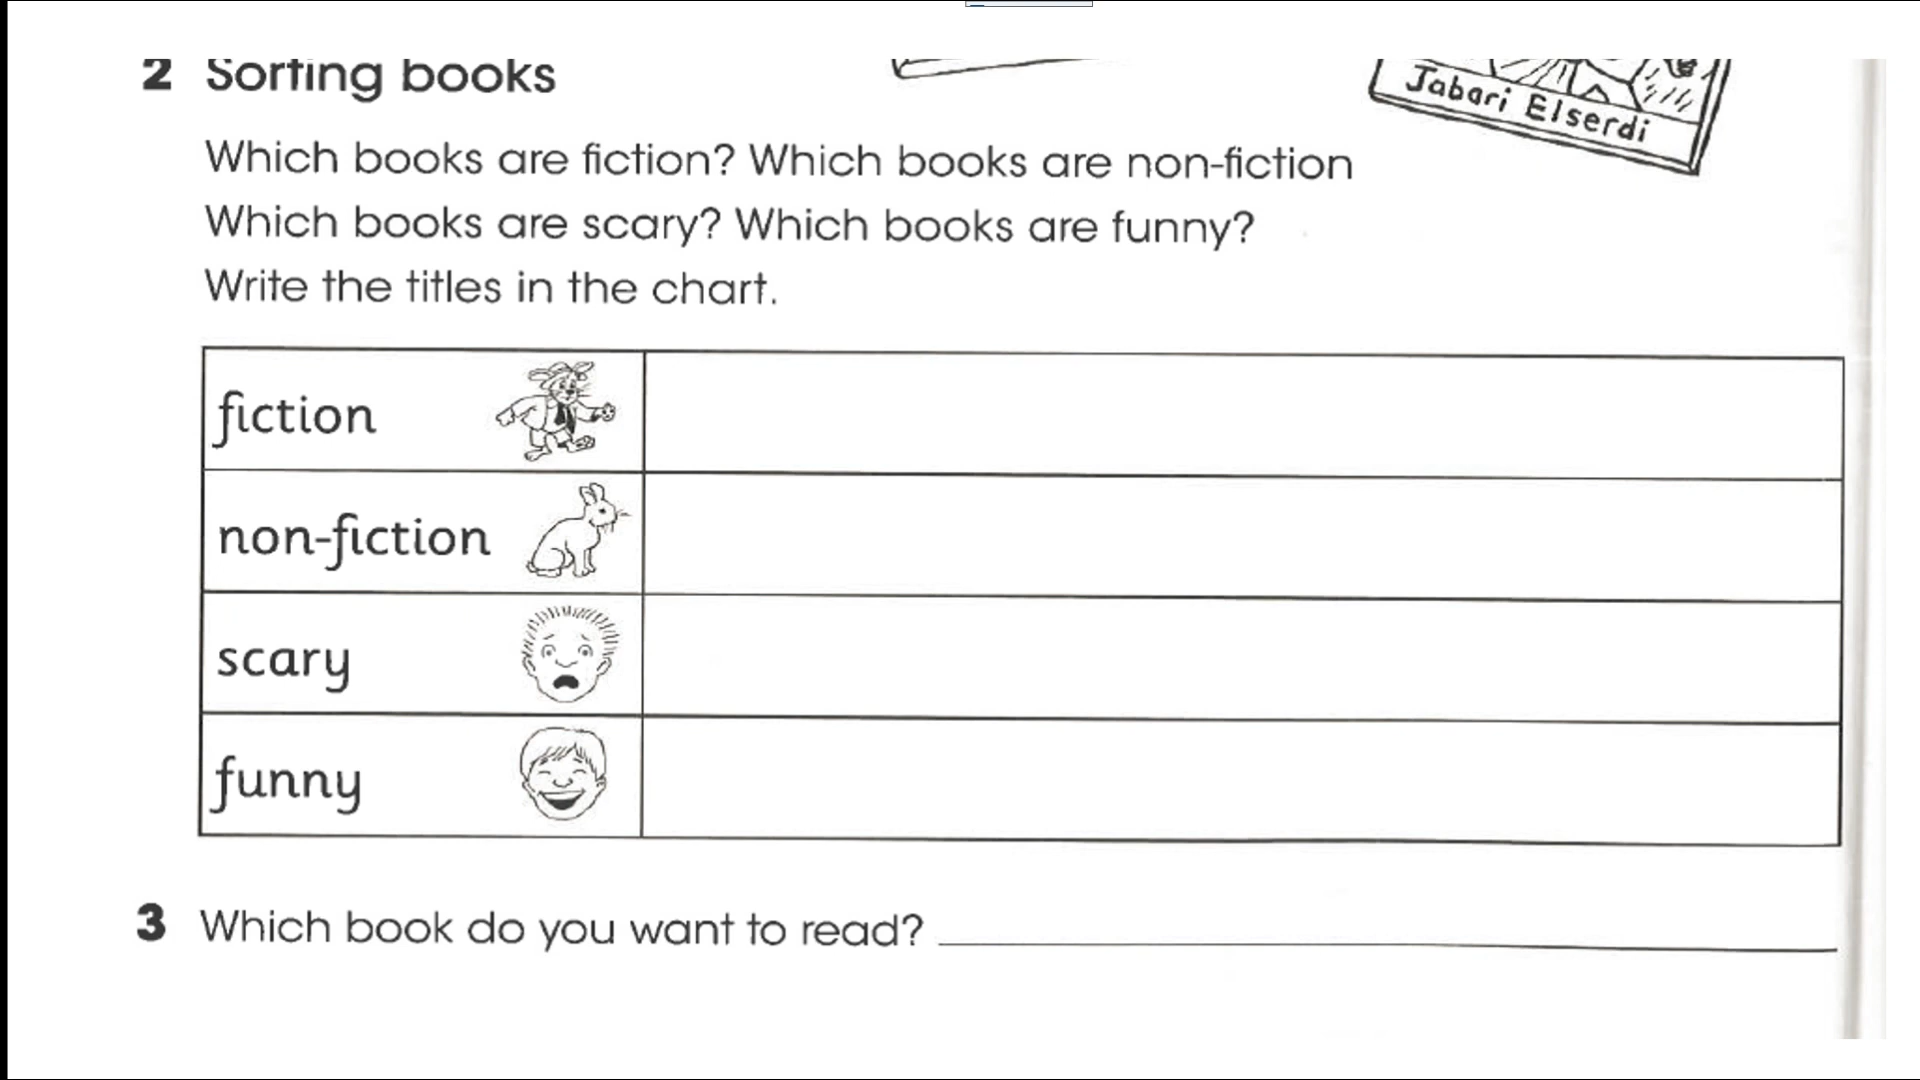 2 Sorting books
Jabari Elserdi
Which books are fiction? Which books are non-fiction
Which books are scary? Which books are funny?
Write the titles in the chart.
fiction
non-fiction
scary
funny
3 Which book do you want to read?